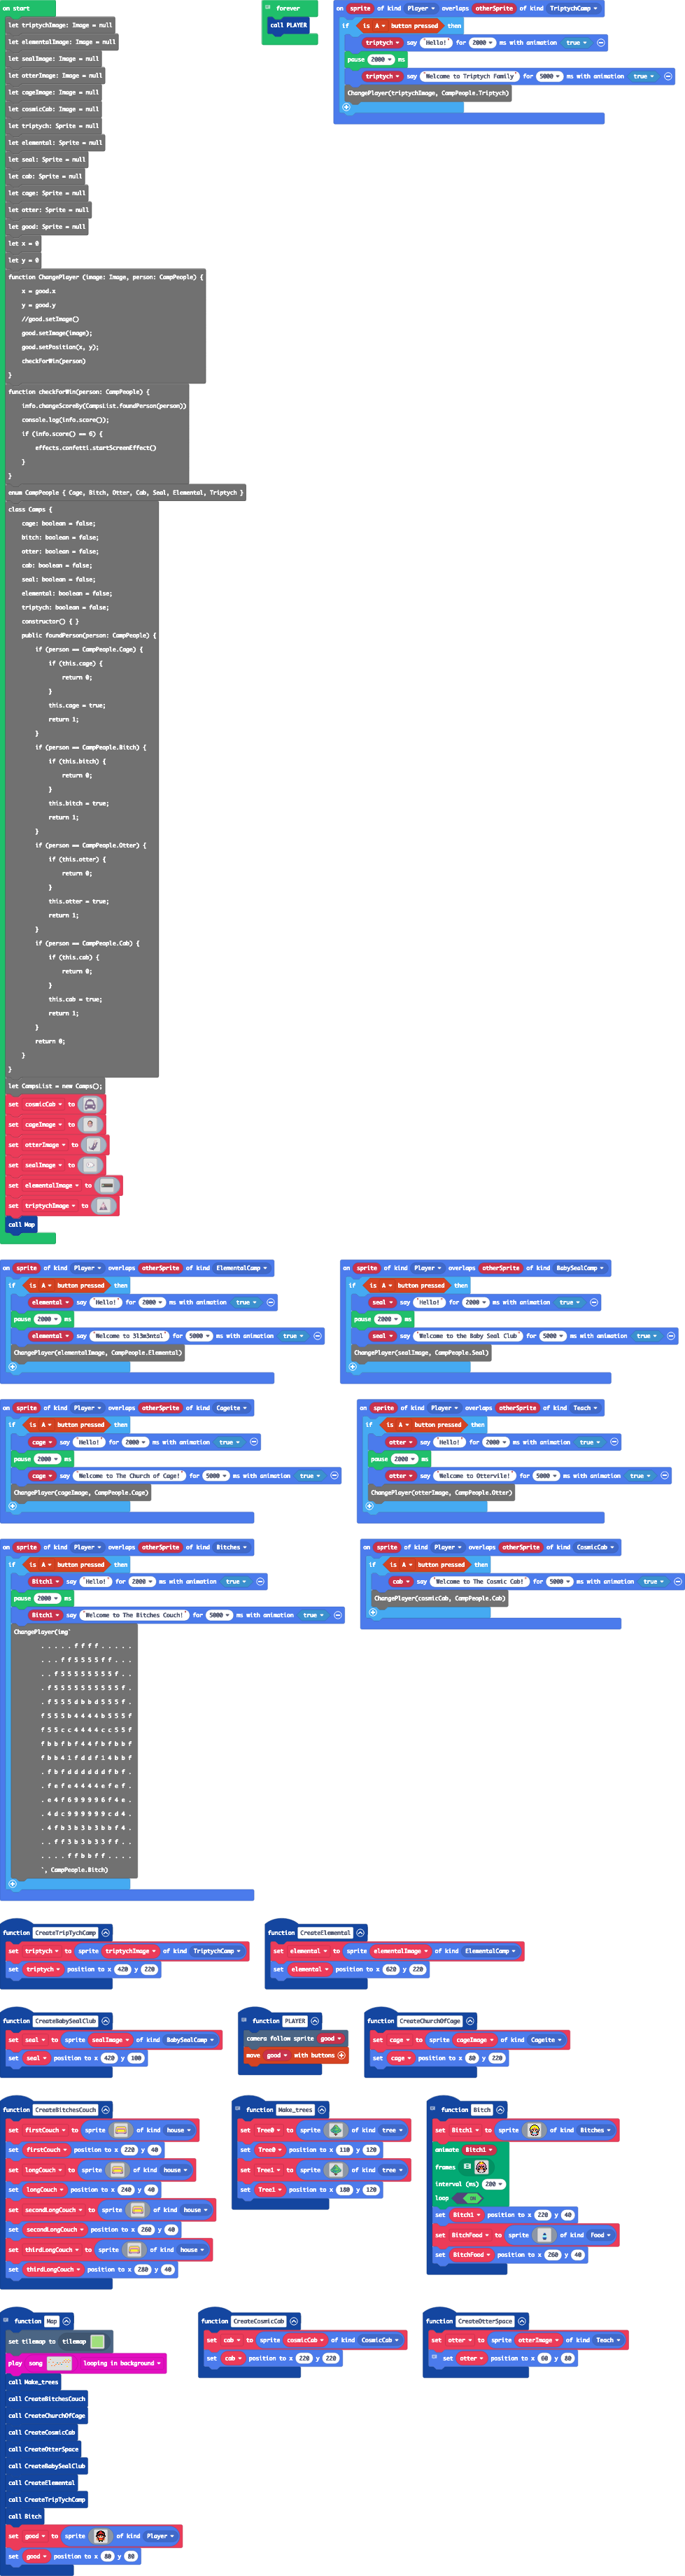 on start
let triptychImage: Image = null
let elementalImage: Image = null
let sealImage: Image = null
let otterImage: Image = null
let cageImage: Image = null
let cosmicCab: Image = null
let triptych: Sprite = null
let elemental: Sprite = null
let seal: Sprite = null
let cab: Sprite = null
let cage: Sprite = null
let otter: Sprite = null
let good: Sprite = null
let x = 0
let y = 0
function ChangePlayer (image: Image, person: CampPeople) {
x = good.x
y = good.y
//good.setImage()
good.setImage(image);
good.setPosition(x, y);
checkForWin(person)
}
function checkForWin(person: CampPeople) {
info.changeScoreBy(CampsList.foundPerson(person))
console.log(info.score());
if (info.score() == 6) {
effects.confetti.startScreenEffect()
}
}
enum CampPeople { Cage, Bitch, Otter, Cab, Seal, Elemental, Triptych }
class Camps {
cage: boolean = false;
bitch: boolean = false;
otter: boolean = false;
cab: boolean = false;
seal: boolean = false;
elemental: boolean = false;
triptych: boolean = false;
constructor() { }
public foundPerson(person: CampPeople) {
if (person == CampPeople.Cage) {
if (this.cage) {
return 0;
}
this.cage = true;
return 1;
}
if (person == CampPeople.Bitch) {
if (this.bitch) {
return 0;
}
this.bitch = true;
return 1;
}
if (person == CampPeople.Otter) {
if (this.otter) {
return 0;
}
this.otter = true;
return 1;
}
if (person == CampPeople.Cab) {
if (this.cab) {
return 0;
}
this.cab = true;
return 1;
}
return 0;
}
}
let CampsList = new Camps();
set cosmicCab to
set cageImage to
set otterImage to
set sealImage to
set elementalImage to
set triptychImage to
call Map
forever
call PLAYER
on sprite of kind Player overlaps otherSprite of kind TriptychCamp
if is A button pressed then
triptych say "Hello!" for 2000 ms with animation true
pause 2000 ms
triptych say "Welcome to Triptych Family" for 5000 ms with animation true
ChangePlayer(triptychImage, CampPeople.Triptych)
on sprite of kind Player overlaps otherSprite of kind ElementalCamp
if is A button pressed then
elemental say "Hello!" for 2000 ms with animation true
pause 2000 ms
elemental say "Welcome to 3l3m3ntal" for 5000 ms with animation true
ChangePlayer(elementalImage, CampPeople.Elemental)
on sprite of kind Player overlaps otherSprite of kind BabySealCamp
if is A button pressed then
seal say "Hello!" for 2000 ms with animation true
pause 2000 ms
seal say "Welcome to the Baby Seal Club" for 5000 ms with animation true
ChangePlayer(sealImage, CampPeople.Seal)
on sprite of kind Player overlaps otherSprite of kind Cageite
if is A button pressed then
cage say "Hello!" for 2000 ms with animation true
pause 2000 ms
cage say "Welcome to The Church of Cage!" for 5000 ms with animation true
ChangePlayer(cageImage, CampPeople.Cage)
on sprite of kind Player overlaps otherSprite of kind Teach
if is A button pressed then
otter say "Hello!" for 2000 ms with animation true
pause 2000 ms
otter say "Welcome to Ottervile!" for 5000 ms with animation true
ChangePlayer(otterImage, CampPeople.Otter)
on sprite of kind Player overlaps otherSprite of kind Bitches
if is A button pressed then
Bitch1 say "Hello!" for 2000 ms with animation true
pause 2000 ms
Bitch1 say "Welcome to The Bitches Couch!" for 5000 ms with animation true
ChangePlayer(img`
. . . . . f f f f . . . . .
. . . f f 5 5 5 5 f f . . .
. . f 5 5 5 5 5 5 5 5 f . .
. f 5 5 5 5 5 5 5 5 5 5 f .
. f 5 5 5 d b b d 5 5 5 f .
f 5 5 5 b 4 4 4 4 b 5 5 5 f
f 5 5 c c 4 4 4 4 c c 5 5 f
f b b f b f 4 4 f b f b b f
f b b 4 1 f d d f 1 4 b b f
. f b f d d d d d d f b f .
. f e f e 4 4 4 4 e f e f .
. e 4 f 6 9 9 9 9 6 f 4 e .
. 4 d c 9 9 9 9 9 9 c d 4 .
. 4 f b 3 b 3 b 3 b b f 4 .
. . f f 3 b 3 b 3 3 f f . .
. . . . f f b b f f . . . .
`, CampPeople.Bitch)
on sprite of kind Player overlaps otherSprite of kind CosmicCab
if is A button pressed then
cab say "Welcome to The Cosmic Cab!" for 5000 ms with animation true
ChangePlayer(cosmicCab, CampPeople.Cab)
function CreateTripTychCamp
set triptych to sprite triptychImage of kind TriptychCamp
set triptych position to x 420 y 220
function CreateElemental
set elemental to sprite elementalImage of kind ElementalCamp
set elemental position to x 620 y 220
function CreateBabySealClub
set seal to sprite sealImage of kind BabySealCamp
set seal position to x 420 y 100
function PLAYER
camera follow sprite good
move good with buttons
function CreateChurchOfCage
set cage to sprite cageImage of kind Cageite
set cage position to x 80 y 220
function CreateBitchesCouch
set firstCouch to sprite of kind house
set firstCouch position to x 220 y 40
set longCouch to sprite of kind house
set longCouch position to x 240 y 40
set secondLongCouch to sprite of kind house
set secondLongCouch position to x 260 y 40
set thirdLongCouch to sprite of kind house
set thirdLongCouch position to x 280 y 40
function Make_trees
set Tree0 to sprite of kind tree
set Tree0 position to x 110 y 120
set Tree1 to sprite of kind tree
set Tree1 position to x 180 y 120
function Bitch
set Bitch1 to sprite of kind Bitches
animate Bitch1
frames
interval (ms) 200
loop ON
set Bitch1 position to x 220 y 40
set BitchFood to sprite of kind Food
set BitchFood position to x 260 y 40
function Map
set tilemap to tilemap
play song looping in background
call Make_trees
call CreateBitchesCouch
call CreateChurchOfCage
call CreateCosmicCab
call CreateOtterSpace
call CreateBabySealClub
call CreateElemental
call CreateTripTychCamp
call Bitch
set good to sprite of kind Player
set good position to x 80 y 80
function CreateCosmicCab
set cab to sprite cosmicCab of kind CosmicCab
set cab position to x 220 y 220
function CreateOtterSpace
set otter to sprite otterImage of kind Teach
set otter position to x 60 y 80